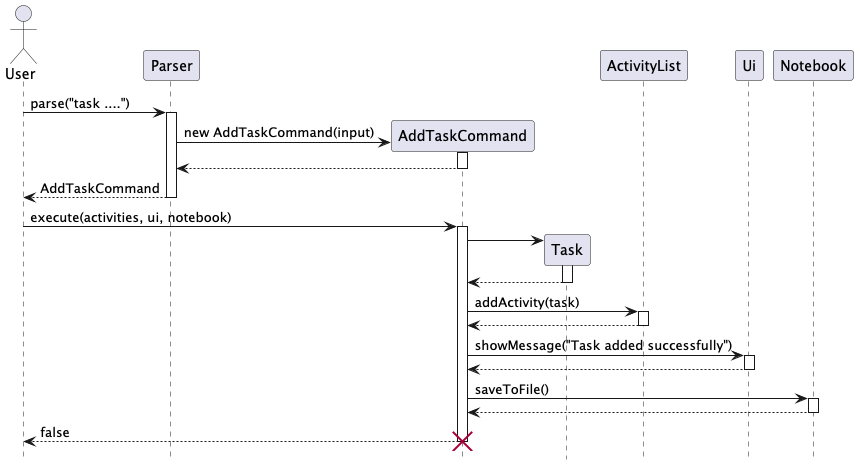 User
Parser
ActivityList
Ui
Notebook
parse("task ....")
new AddTaskCommand(input)
AddTaskCommand
AddTaskCommand
execute(activities, ui, notebook)
Task
addActivity(task)
showMessage("Task added successfully")
saveToFile()
false